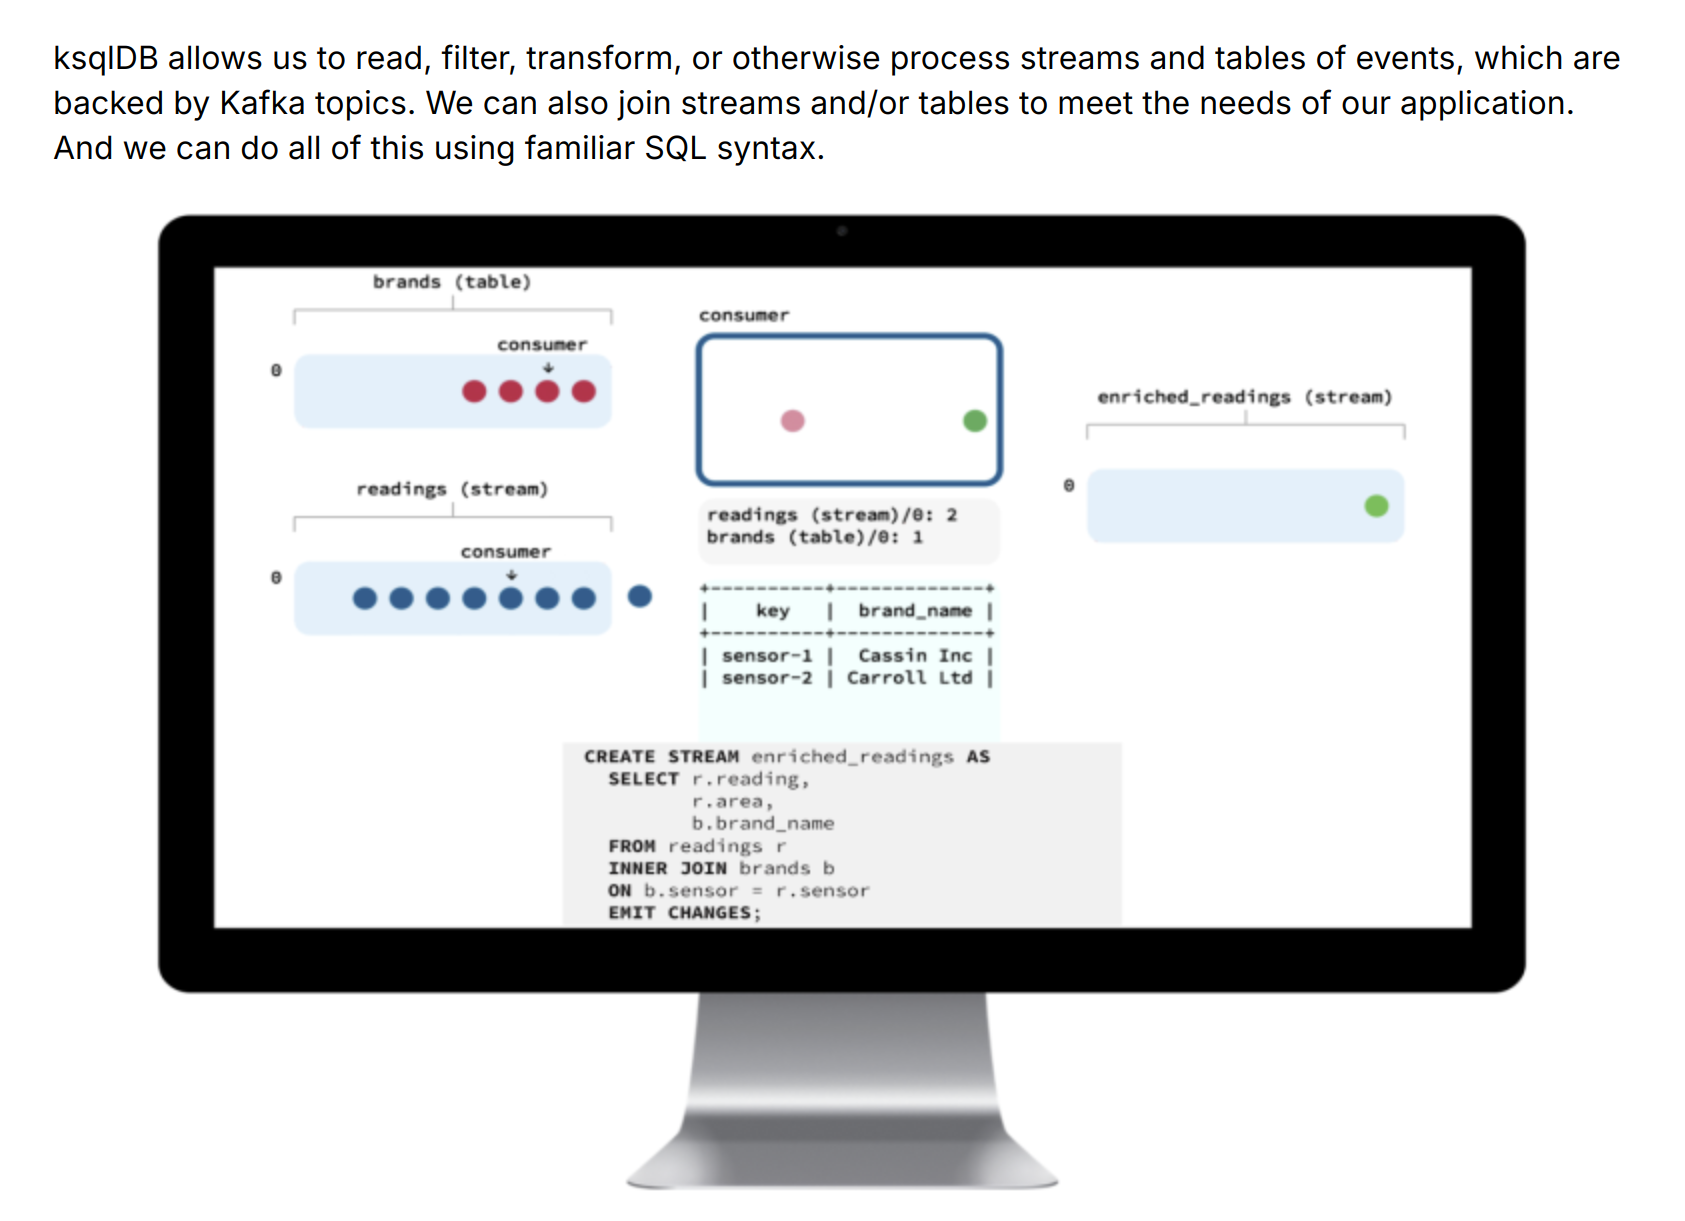 ksqlDB allows us to read, filter, transform, or otherwise process streams and tables of events, which are
backed by Kafka topics. We can also join streams and/or tables to meet the needs of our application.
And we can do all of this using familiar SQL syntax.
brands (table)
consumer
0
readings (stream)
consumer
0
consumer
readings (stream)/0: 2
brands (table)/0: 1
+----------+-------------+
| key | brand_name |
+----------+-------------+
| sensor-1 | Cassin Inc |
| sensor-2 | Carroll Ltd |
enriched_readings (stream)
0
CREATE STREAM enriched_readings AS
SELECT r.reading,
r.area,
b.brand_name
FROM readings r
INNER JOIN brands b
ON b.sensor = r.sensor
EMIT CHANGES;